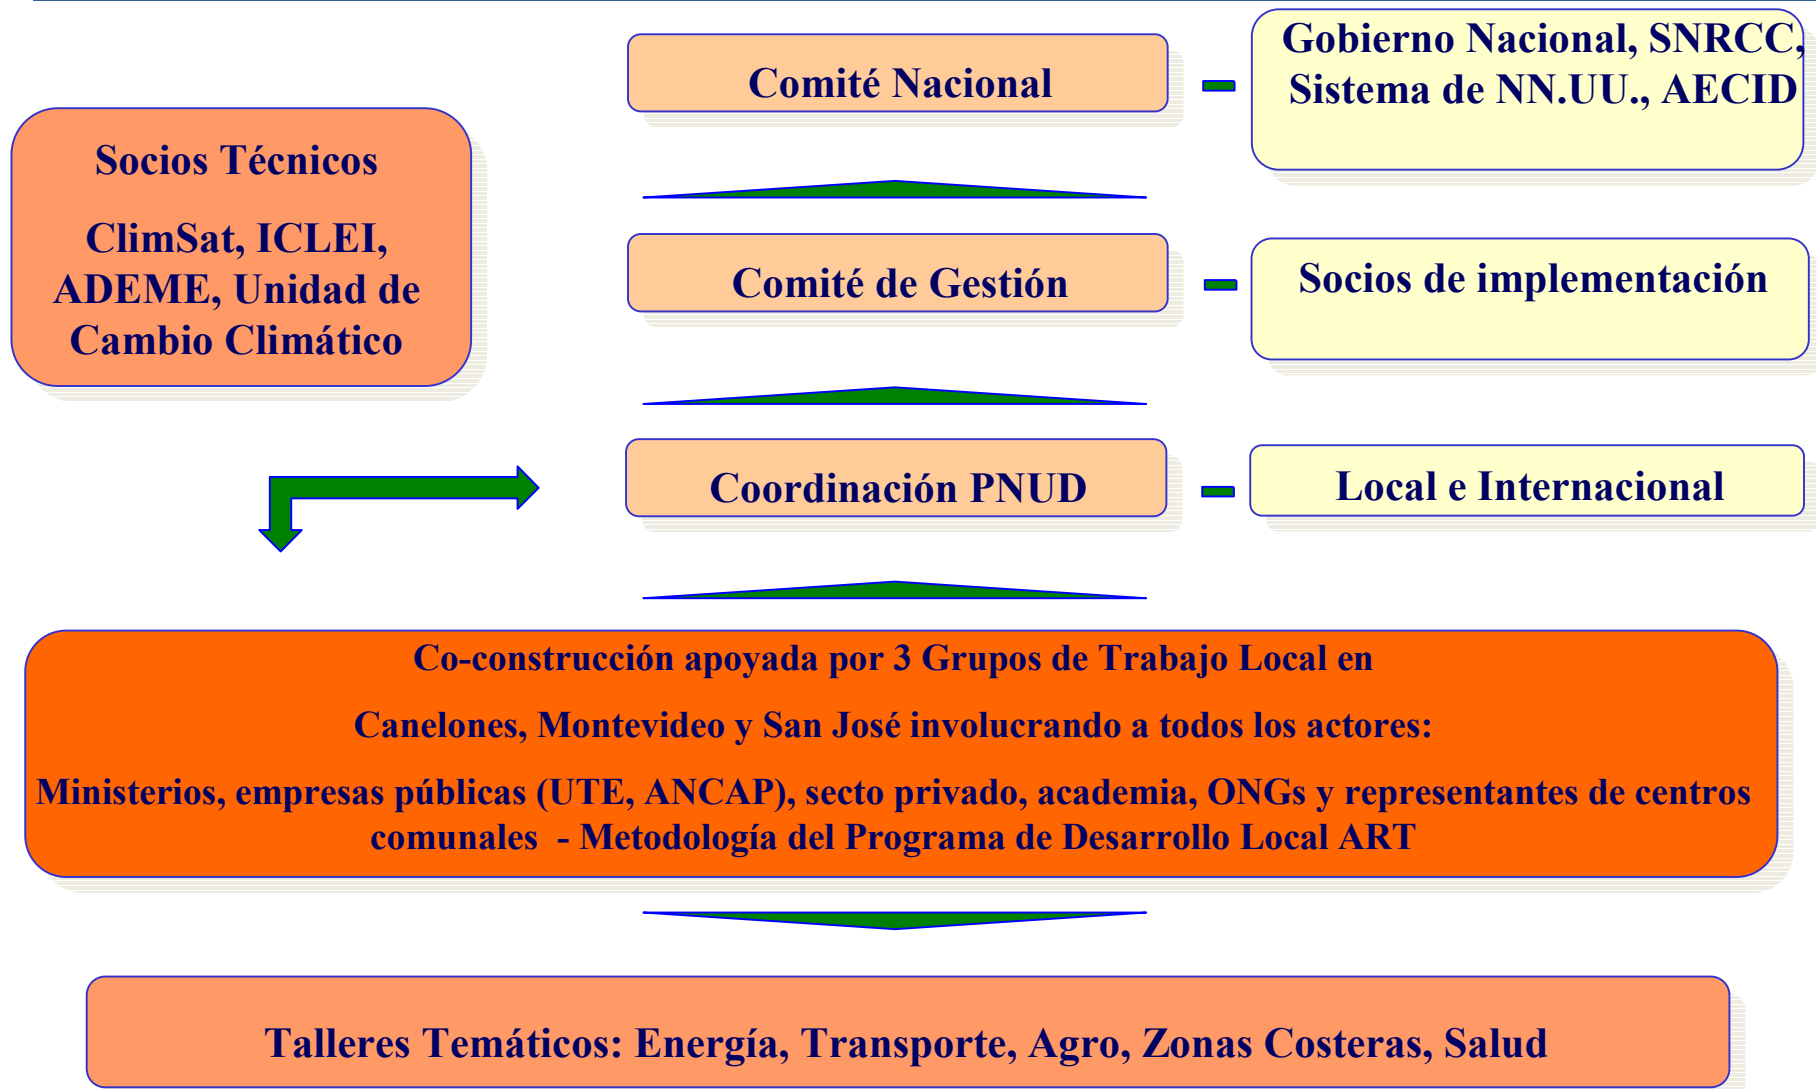 Comité Nacional
Gobierno Nacional, SNRCC,
Sistema de NN.UU., AECID
Socios Técnicos
ClimSat, ICLEI,
ADEME, Unidad de
Cambio Climático
Comité de Gestión
Socios de implementación
Coordinación PNUD
Local e Internacional
Co-construcción apoyada por 3 Grupos de Trabajo Local en
Canelones, Montevideo y San José involucrando a todos los actores:
Ministerios, empresas públicas (UTE, ANCAP), secto privado, academia, ONGs y representantes de centros
comunales - Metodología del Programa de Desarrollo Local ART
Talleres Temáticos: Energía, Transporte, Agro, Zonas Costeras, Salud